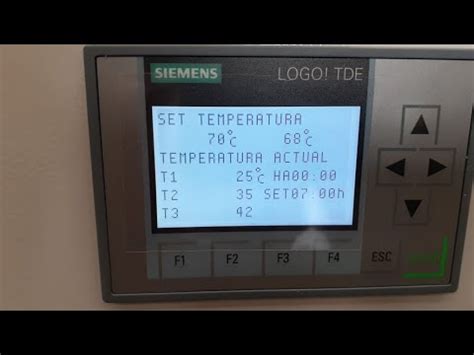 SIEMENS LOGO! TDE
SET TEMPERATURA
70°C 68°C
TEMPERATURA ACTUAL
T1 25°C HA00:00
T2 35 SET07:00h
T3 42
F1 F2 F3 F4 ESC